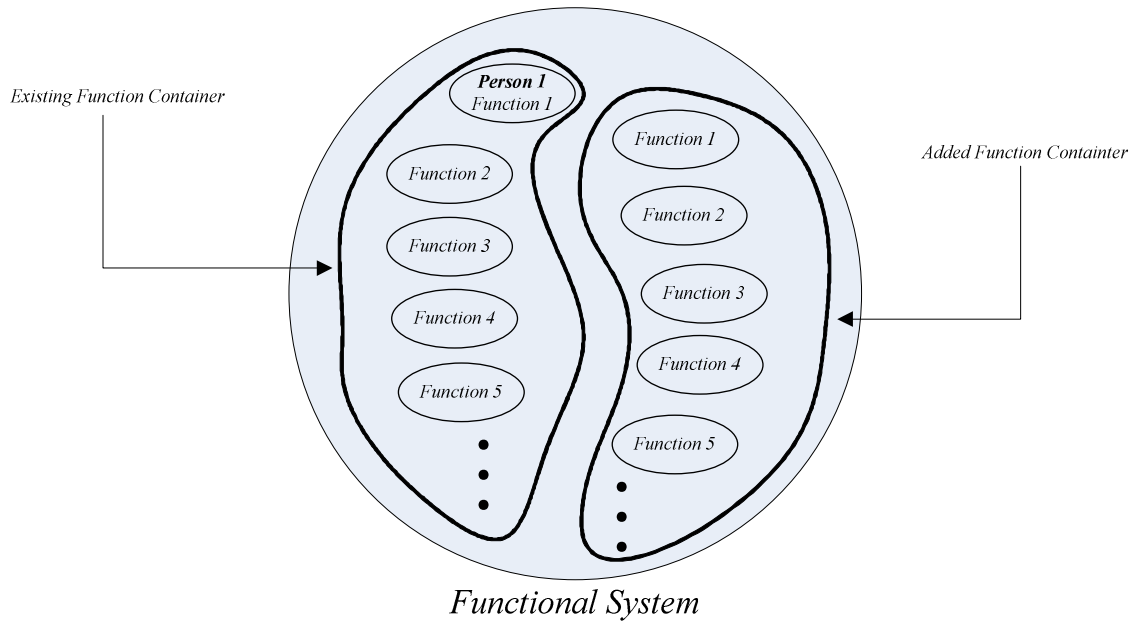 Existing Function Container
Person 1
Function 1
Function 2
Function 3
Function 4
Function 5
Added Function Containter
Function 1
Function 2
Function 3
Function 4
Function 5
Functional System